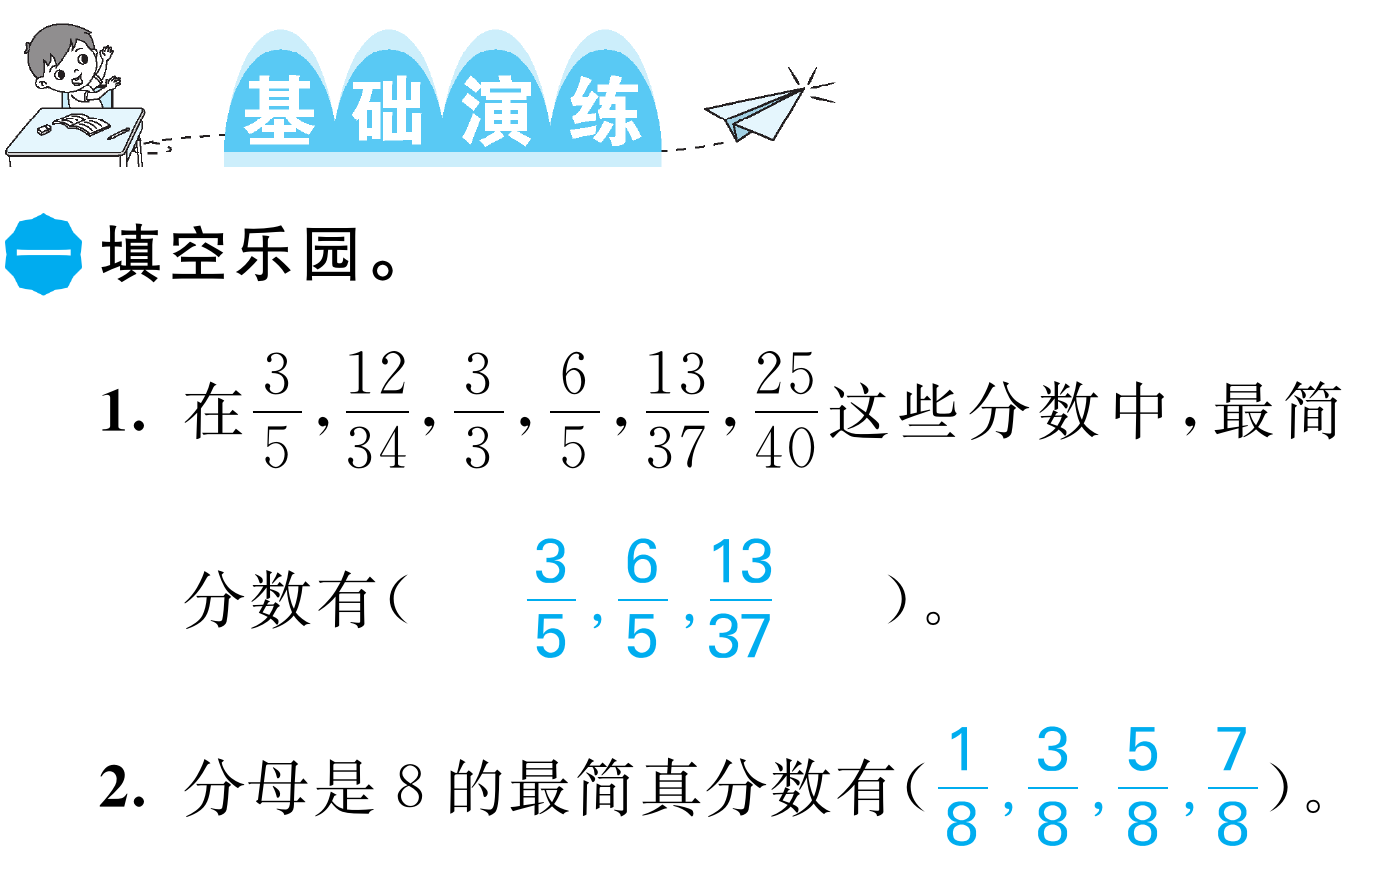 基础演练
一 填空乐园。
1. 在3/5,12/34,3/3,6/5,13/37,25/40这些分数中,最简
分数有( 3/5,6/5,13/37 )。
2. 分母是8的最简真分数有(1/8,3/8,5/8,7/8)。